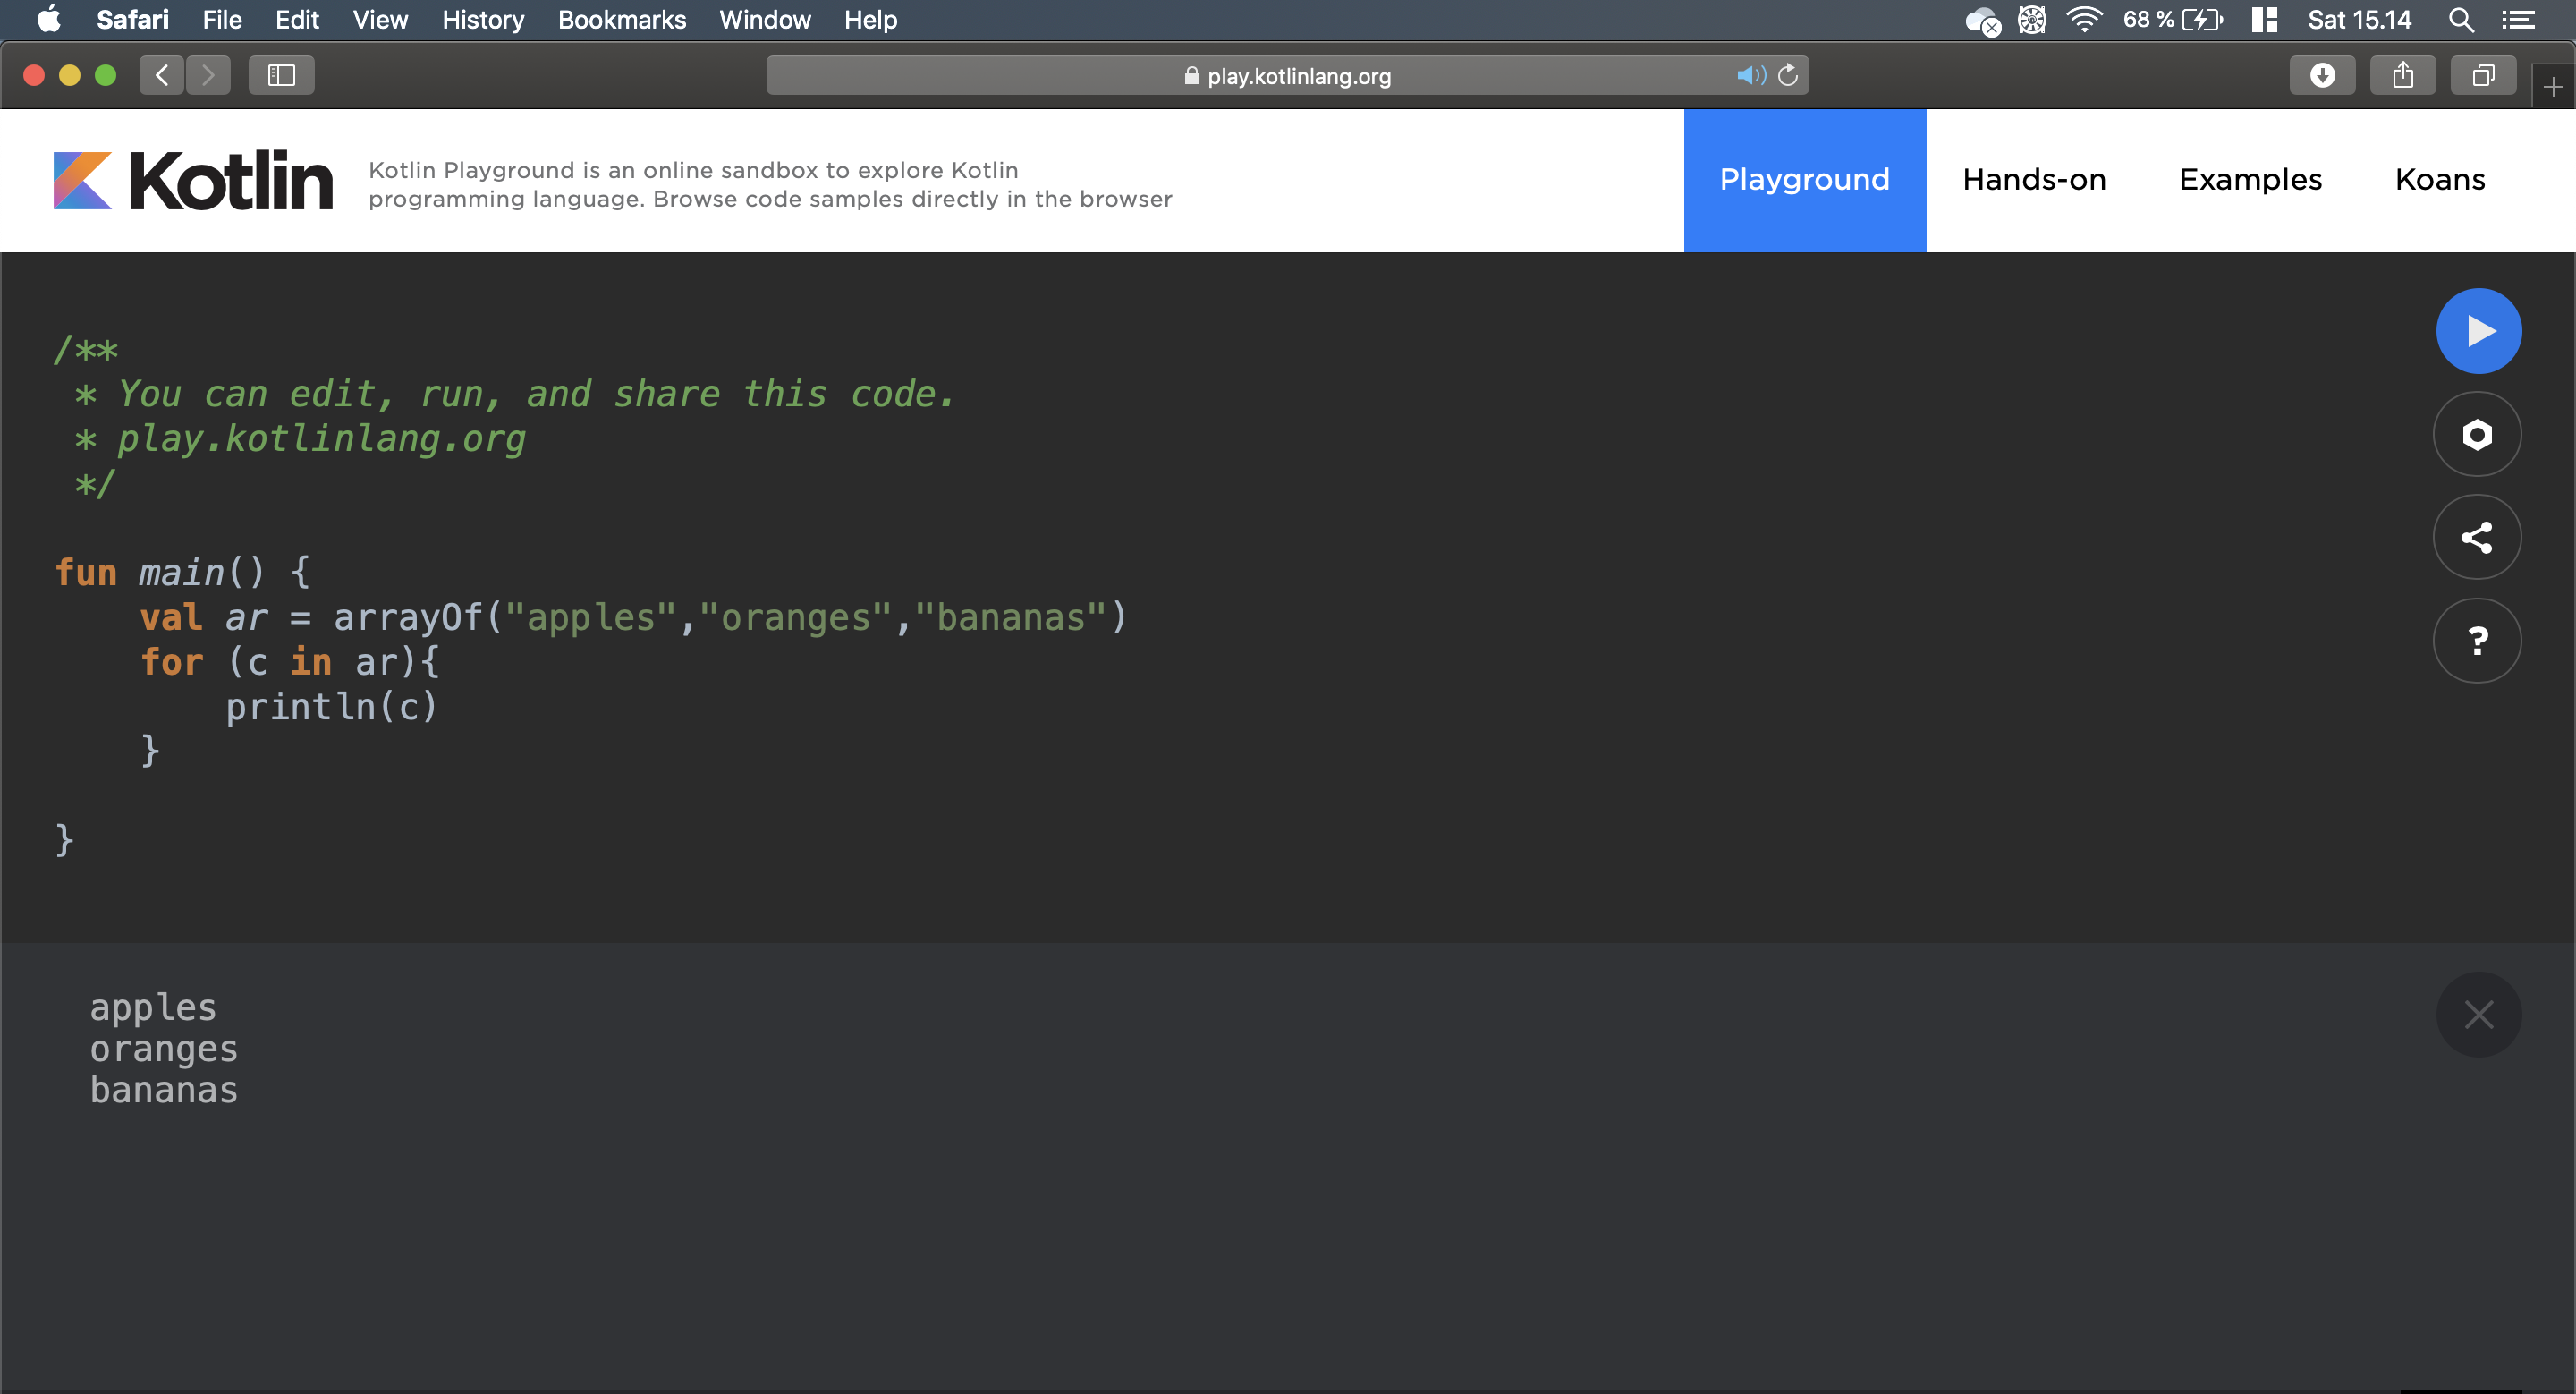 Safari File Edit View History Bookmarks Window Help 68 % Sat 15.14
play.kotlinlang.org
Kotlin
Kotlin Playground is an online sandbox to explore Kotlin
programming language. Browse code samples directly in the browser
Playground Hands-on Examples Koans
/**
 * You can edit, run, and share this code.
 * play.kotlinlang.org
 */
fun main() {
    val ar = arrayOf("apples","oranges","bananas")
    for (c in ar){
        println(c)
    }
}
?
apples
oranges
bananas